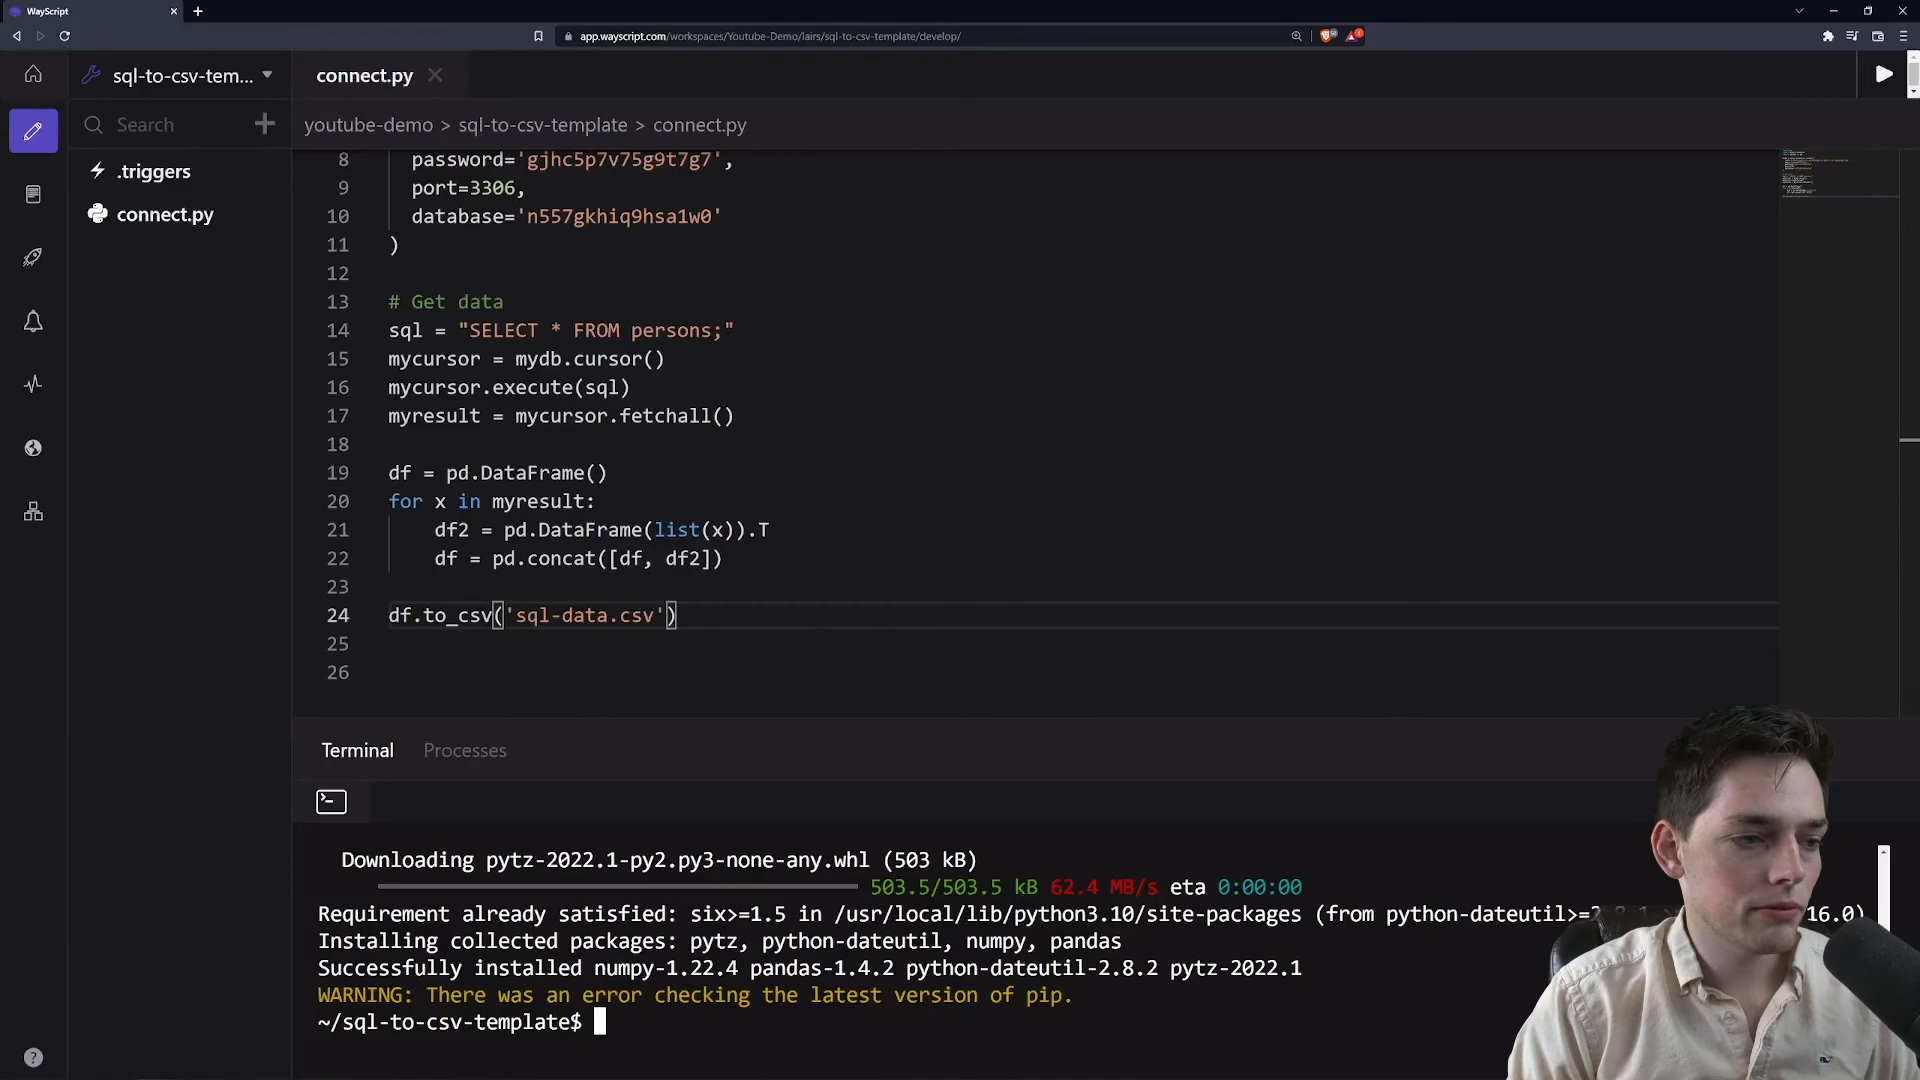 WayScript
app.wayscript.com/workspaces/Youtube-Demo/lairs/sql-to-csv-template/develop/
sql-to-csv-tem...
connect.py
Search
youtube-demo > sql-to-csv-template > connect.py
.triggers
connect.py
8 password='gjhc5p7v75g9t7g7',
9 port=3306,
10 database='n557gkhiq9hsa1w0'
11 )
12
13 # Get data
14 sql = "SELECT * FROM persons;"
15 mycursor = mydb.cursor()
16 mycursor.execute(sql)
17 myresult = mycursor.fetchall()
18
19 df = pd.DataFrame()
20 for x in myresult:
21 df2 = pd.DataFrame(list(x)).T
22 df = pd.concat([df, df2])
23
24 df.to_csv('sql-data.csv')
25
26
Terminal Processes
Downloading pytz-2022.1-py2.py3-none-any.whl (503 kB)
503.5/503.5 kB 62.4 MB/s eta 0:00:00
Requirement already satisfied: six>=1.5 in /usr/local/lib/python3.10/site-packages (from python-dateutil>= 16.0)
Installing collected packages: pytz, python-dateutil, numpy, pandas
Successfully installed numpy-1.22.4 pandas-1.4.2 python-dateutil-2.8.2 pytz-2022.1
WARNING: There was an error checking the latest version of pip.
~/sql-to-csv-template$